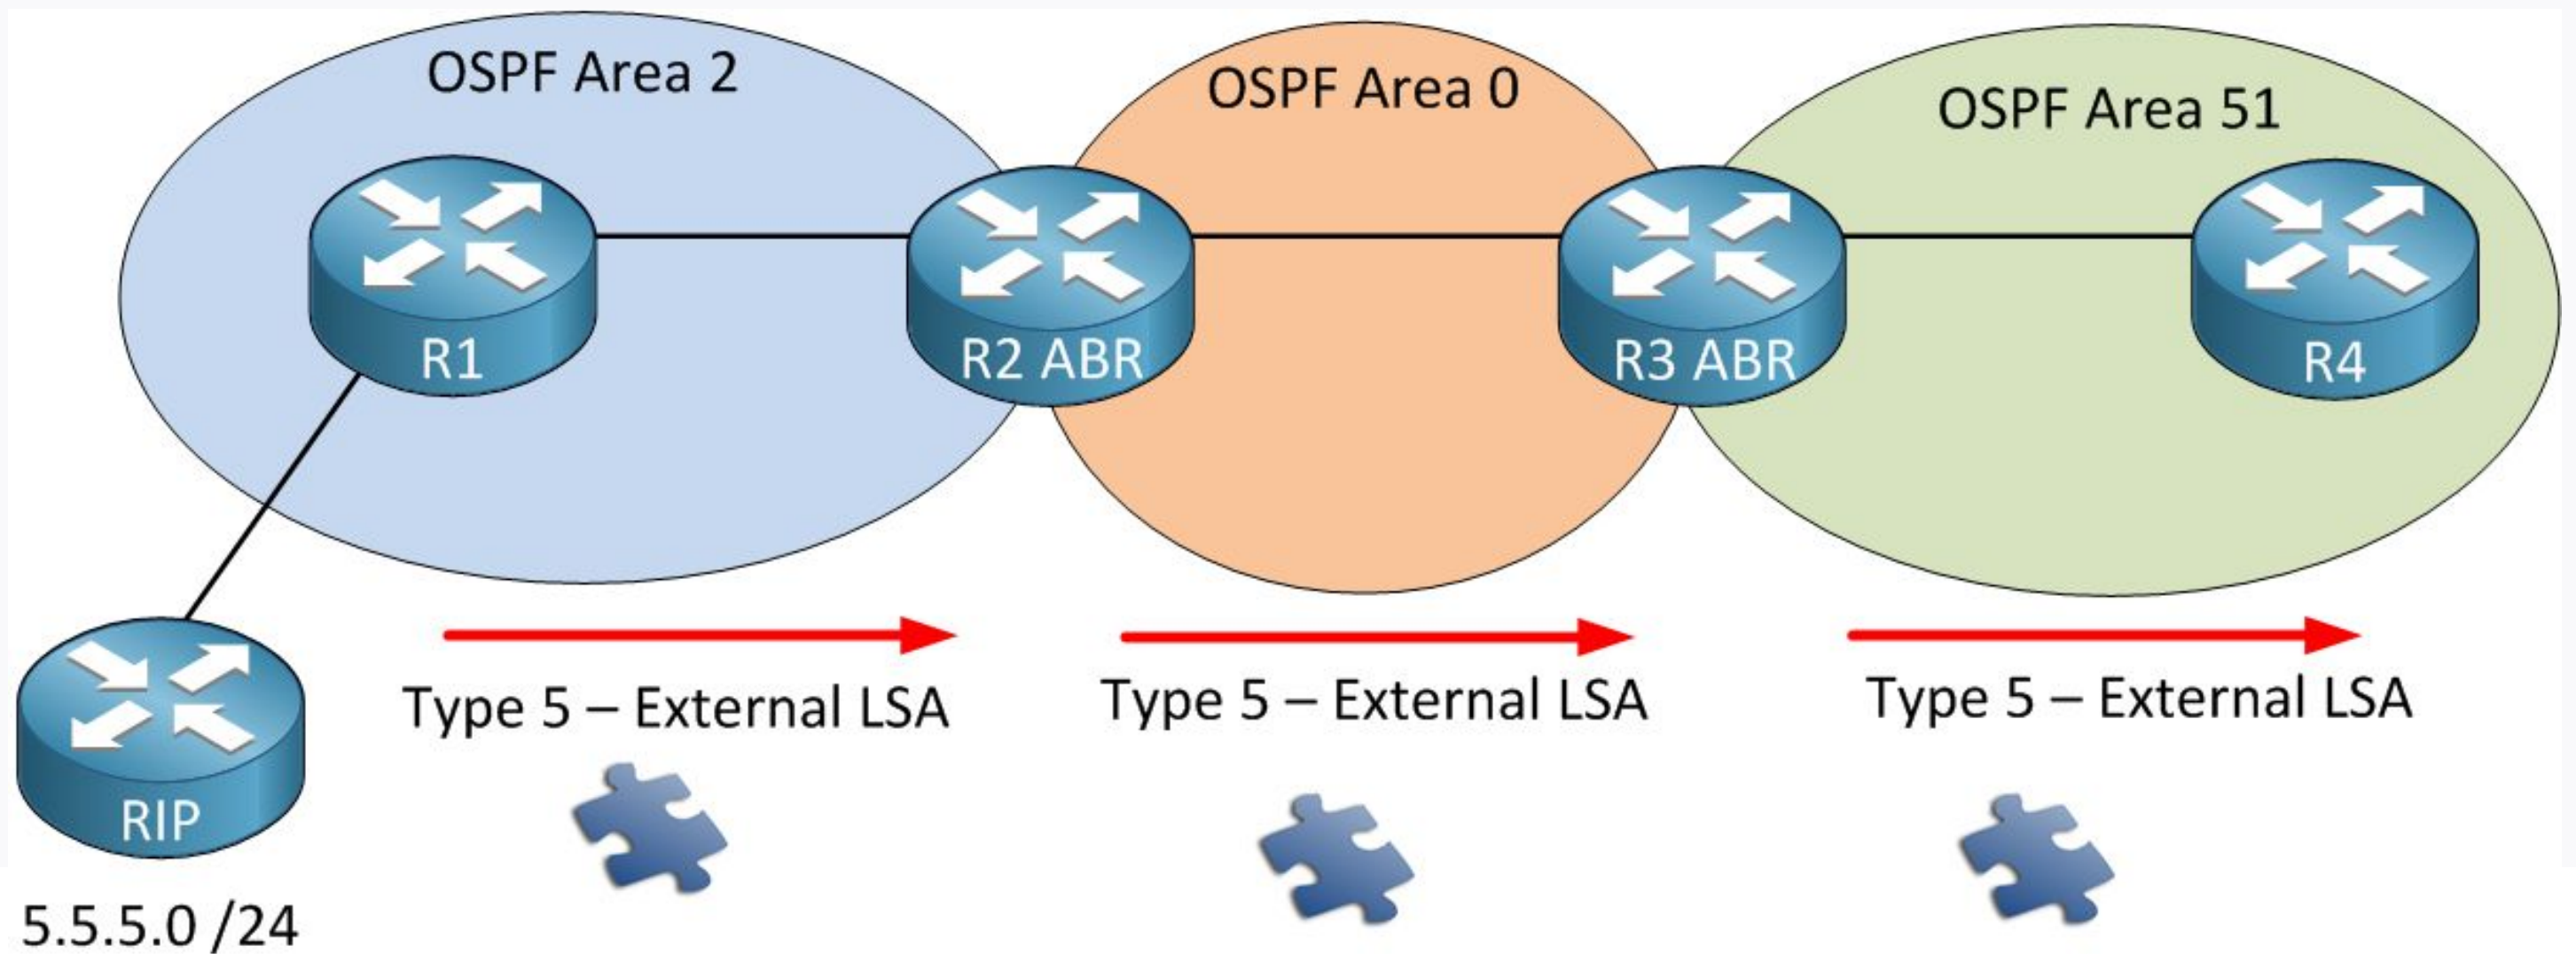 OSPF Area 2
OSPF Area 0
OSPF Area 51
R1
R2 ABR
R3 ABR
R4
RIP
5.5.5.0 /24
Type 5 – External LSA
Type 5 – External LSA
Type 5 – External LSA